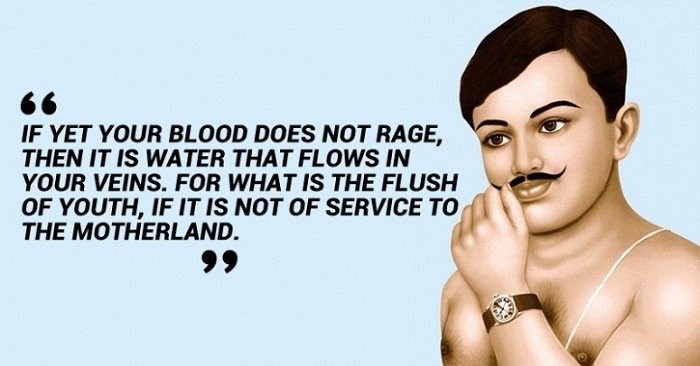 “
IF YET YOUR BLOOD DOES NOT RAGE,
THEN IT IS WATER THAT FLOWS IN
YOUR VEINS. FOR WHAT IS THE FLUSH
OF YOUTH, IF IT IS NOT OF SERVICE TO
THE MOTHERLAND.
”